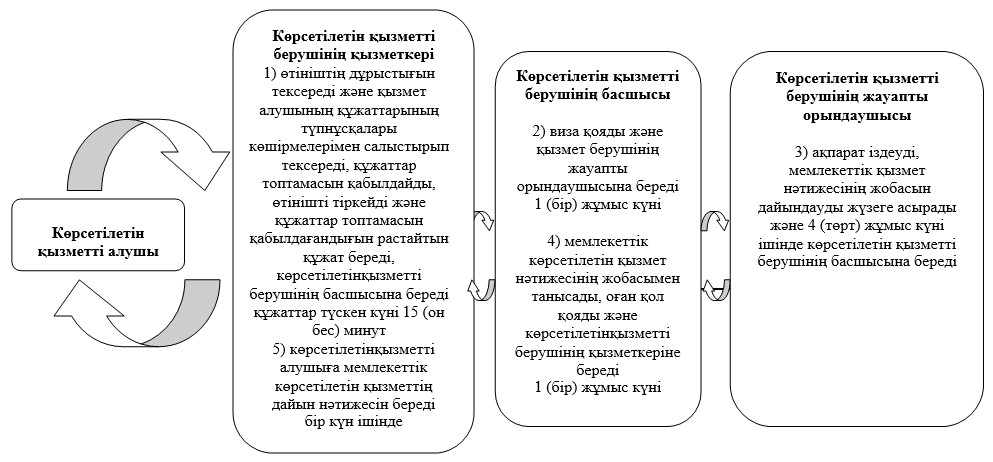 Көрсетілетін
қызметті алушы
Көрсетілетін қызметті
берушінің қызметкері
1) өтініштің дұрыстығын
тексереді және қызмет
алушының құжаттарының
түпнұсқалары
көшірмелерімен салыстырып
тексереді, құжаттар
топтамасын қабылдайды,
өтінішті тіркейді және
құжаттар топтамасын
қабылдағандығын растайтын
құжат береді,
көрсетілетінқызметті
берушінің басшысына береді
құжаттар түскен күні 15 (он
бес) минут
5) көрсетілетінқызметті
алушыға мемлекеттік
көрсетілетін қызметтің
дайын нәтижесін береді
бір күн ішінде
Көрсетілетін қызметті
берушінің басшысы
2) виза қояды және
қызмет берушінің
жауапты
орындаушысына береді
1 (бір) жұмыс күні
4) мемлекеттік
көрсетілетін қызмет
нәтижесінің жобасымен
танысады, оған қол
қояды және
көрсетілетінқызметті
берушінің қызметкеріне
береді
1 (бір) жұмыс күні
Көрсетілетін қызметті
берушінің жауапты
орындаушысы
3) ақпарат іздеуді,
мемлекеттік қызмет
нәтижесінің жобасын
дайындауды жүзеге асырады
және 4 (төрт) жұмыс күні
ішінде көрсетілетін қызметті
берушінің басшысына береді